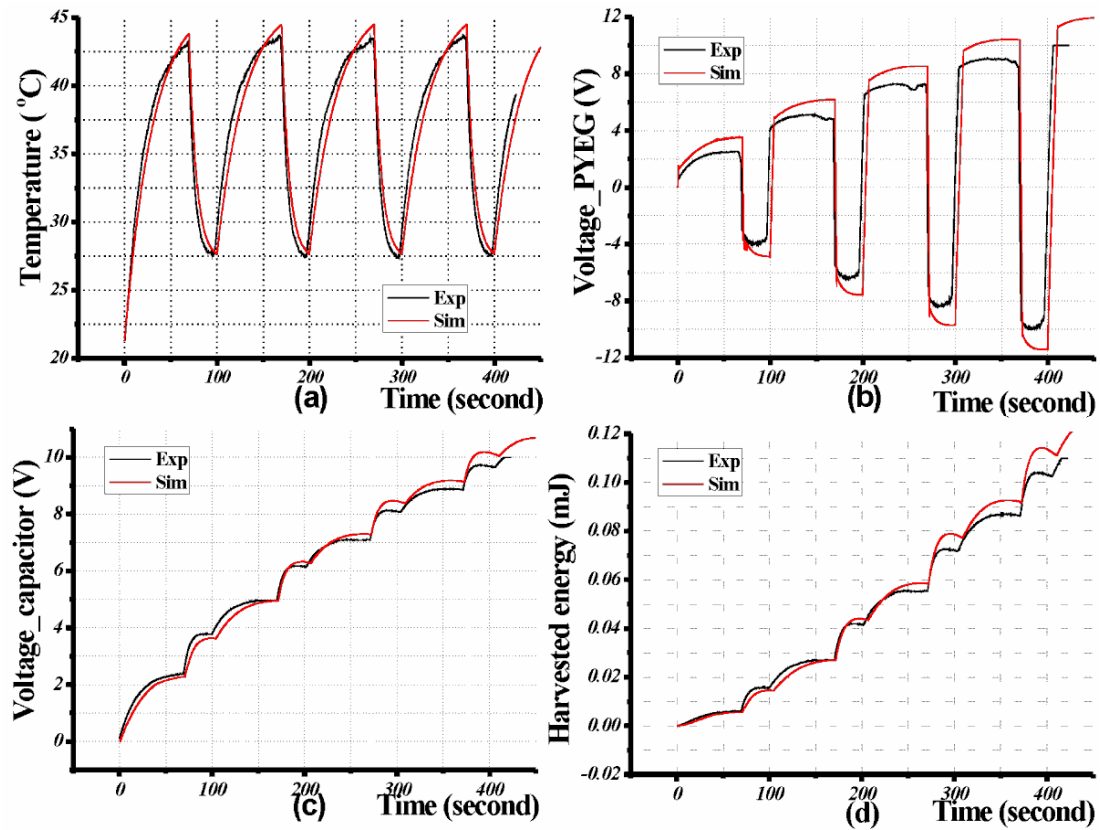 45
40
35
30
25
20
Temperature ( °C)
Exp
Sim
0 100 200 300 400
(a) Time (second)
12
8
4
0
-4
-8
-12
Voltage_PYEG (V)
Exp
Sim
0 100 200 300 400
(b) Time (second)
10
8
6
4
2
0
Voltage_capacitor (V)
Exp
Sim
0 100 200 300 400
(c) Time (second)
0.12
0.10
0.08
0.06
0.04
0.02
0.00
-0.02
Harvested energy (mJ)
Exp
Sim
0 100 200 300 400
(d) Time (second)